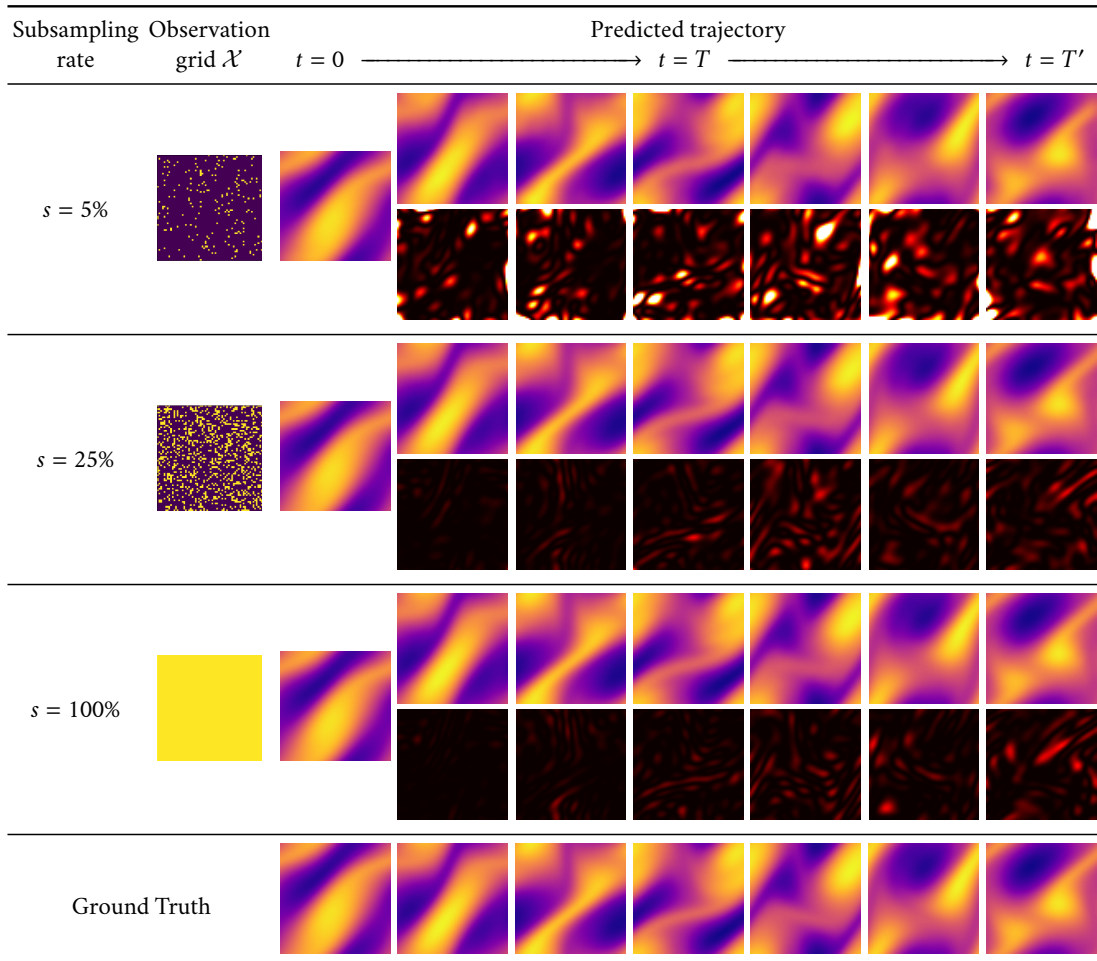 Subsampling rate
Observation grid 𝒳
Predicted trajectory
t = 0 ⟶ t = T ⟶ t = T′
s = 5%
s = 25%
s = 100%
Ground Truth